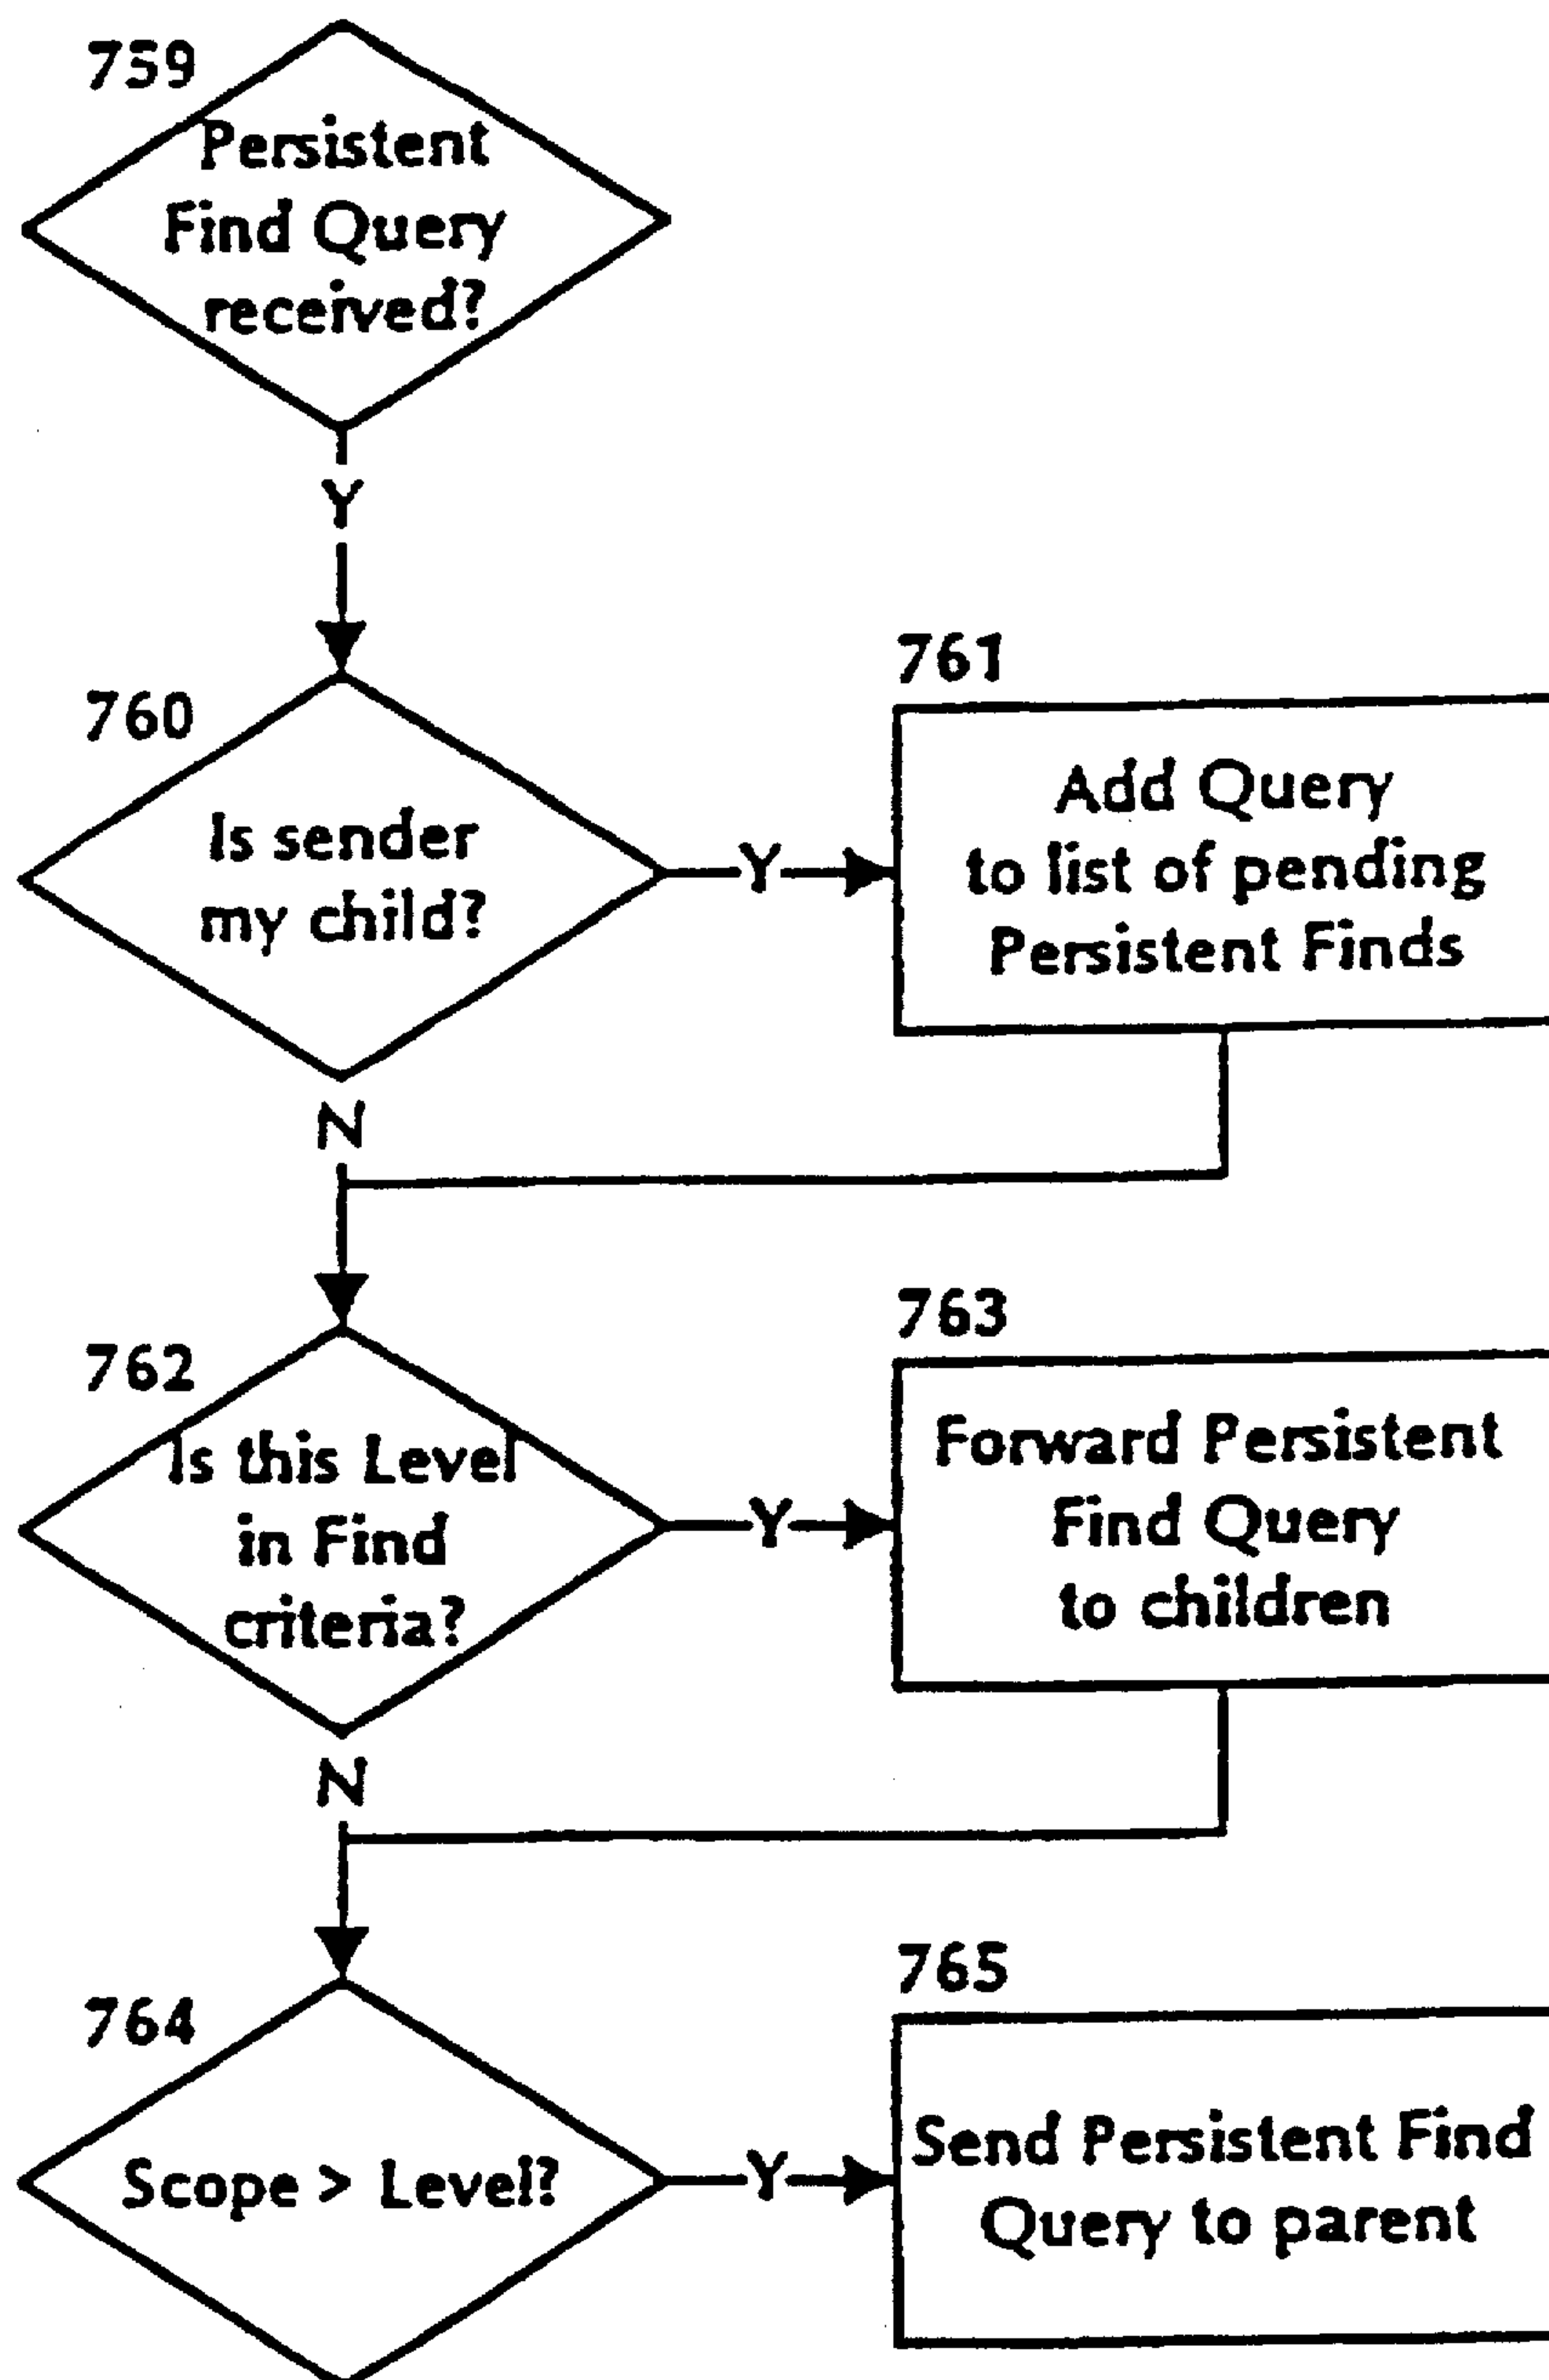 759
Persistent
Find Query
received?
Y
760
Is sender
my child?
Y
761
Add Query
to list of pending
Persistent Finds
N
762
Is this Level
in Find
criteria?
Y
763
Forward Persistent
Find Query
to children
N
764
Scope > Level?
Y
765
Send Persistent Find
Query to parent